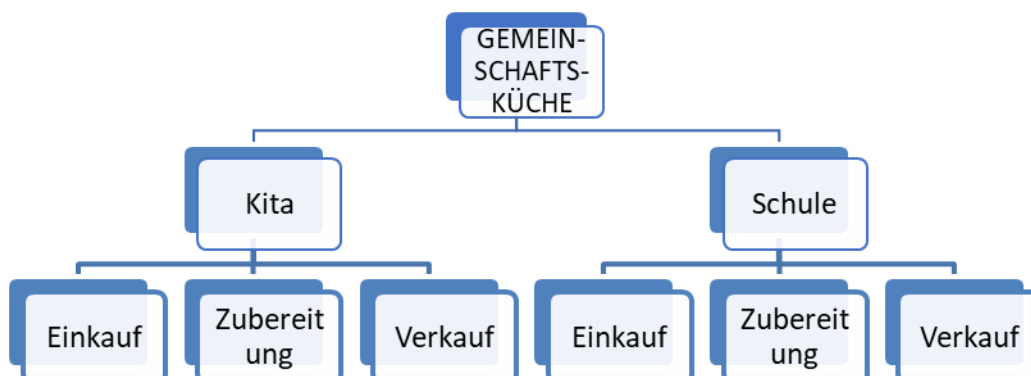 GEMEIN-
SCHAFTS-
KÜCHE
Kita
Schule
Einkauf
Zubereit
ung
Verkauf
Einkauf
Zubereit
ung
Verkauf